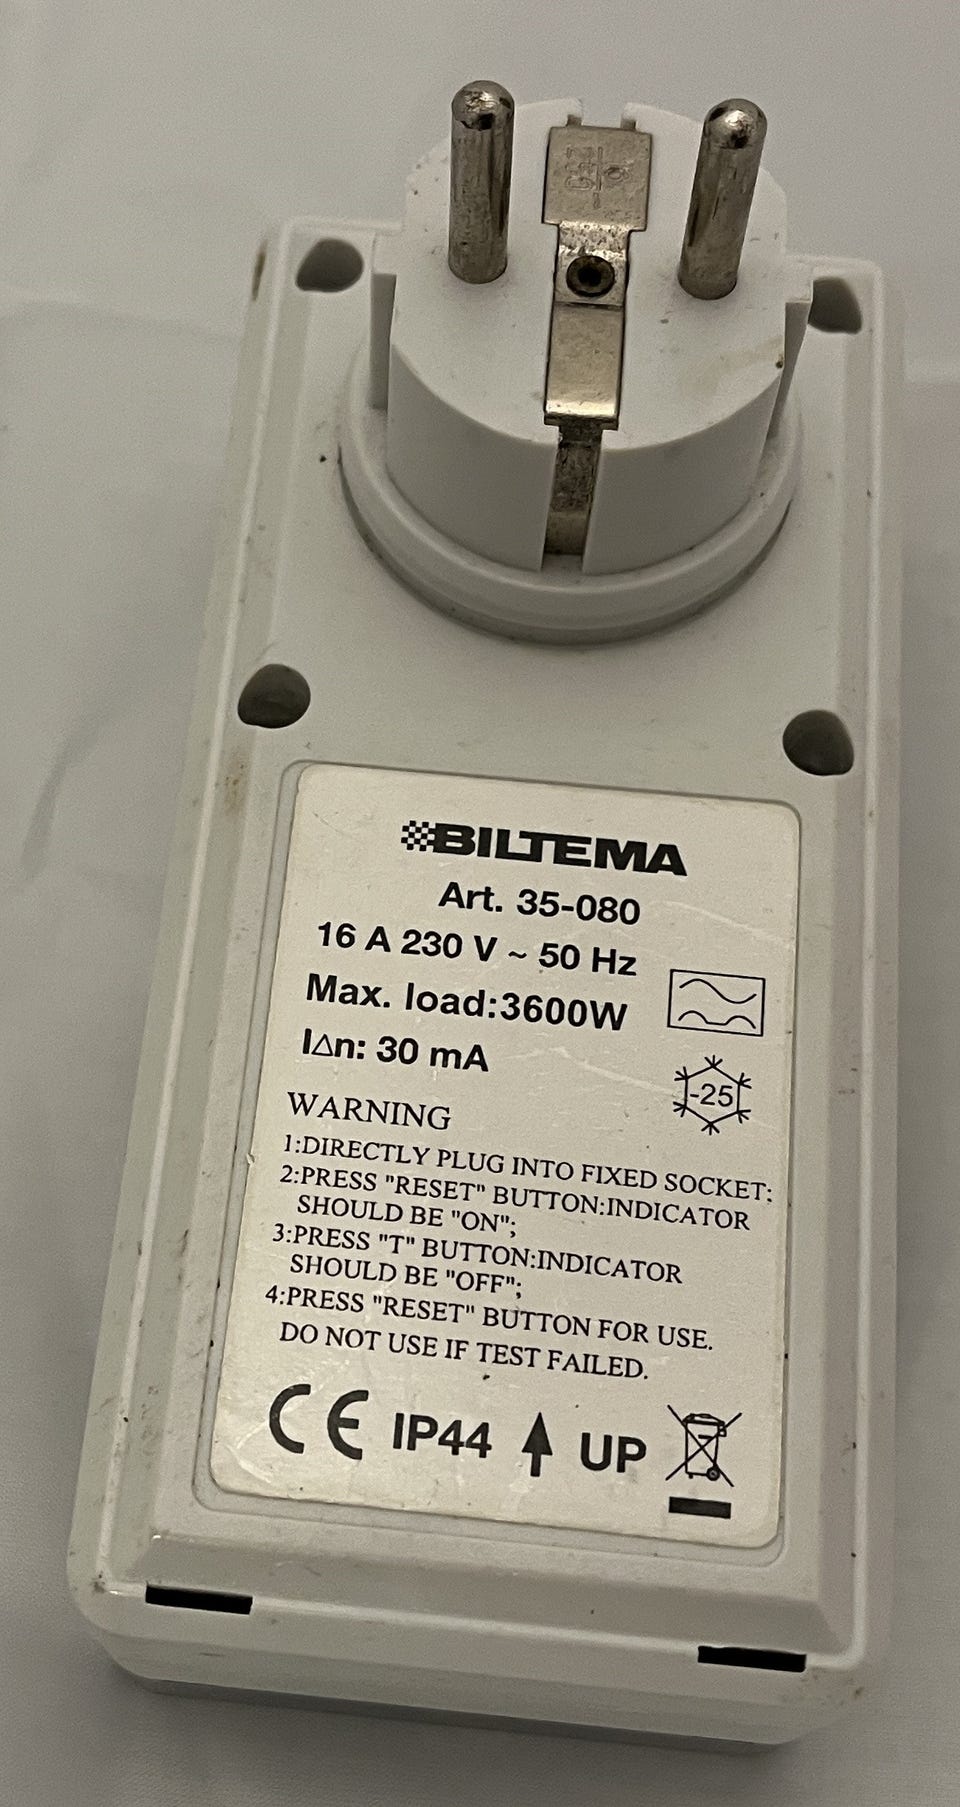 BILTEMA
Art. 35-080
16 A 230 V ~ 50 Hz
Max. load:3600W
I△n: 30 mA
-25
WARNING
1:DIRECTLY PLUG INTO FIXED SOCKET;
2:PRESS "RESET" BUTTON:INDICATOR
SHOULD BE "ON";
3:PRESS "T" BUTTON:INDICATOR
SHOULD BE "OFF";
4:PRESS "RESET" BUTTON FOR USE.
DO NOT USE IF TEST FAILED.
CE IP44 UP